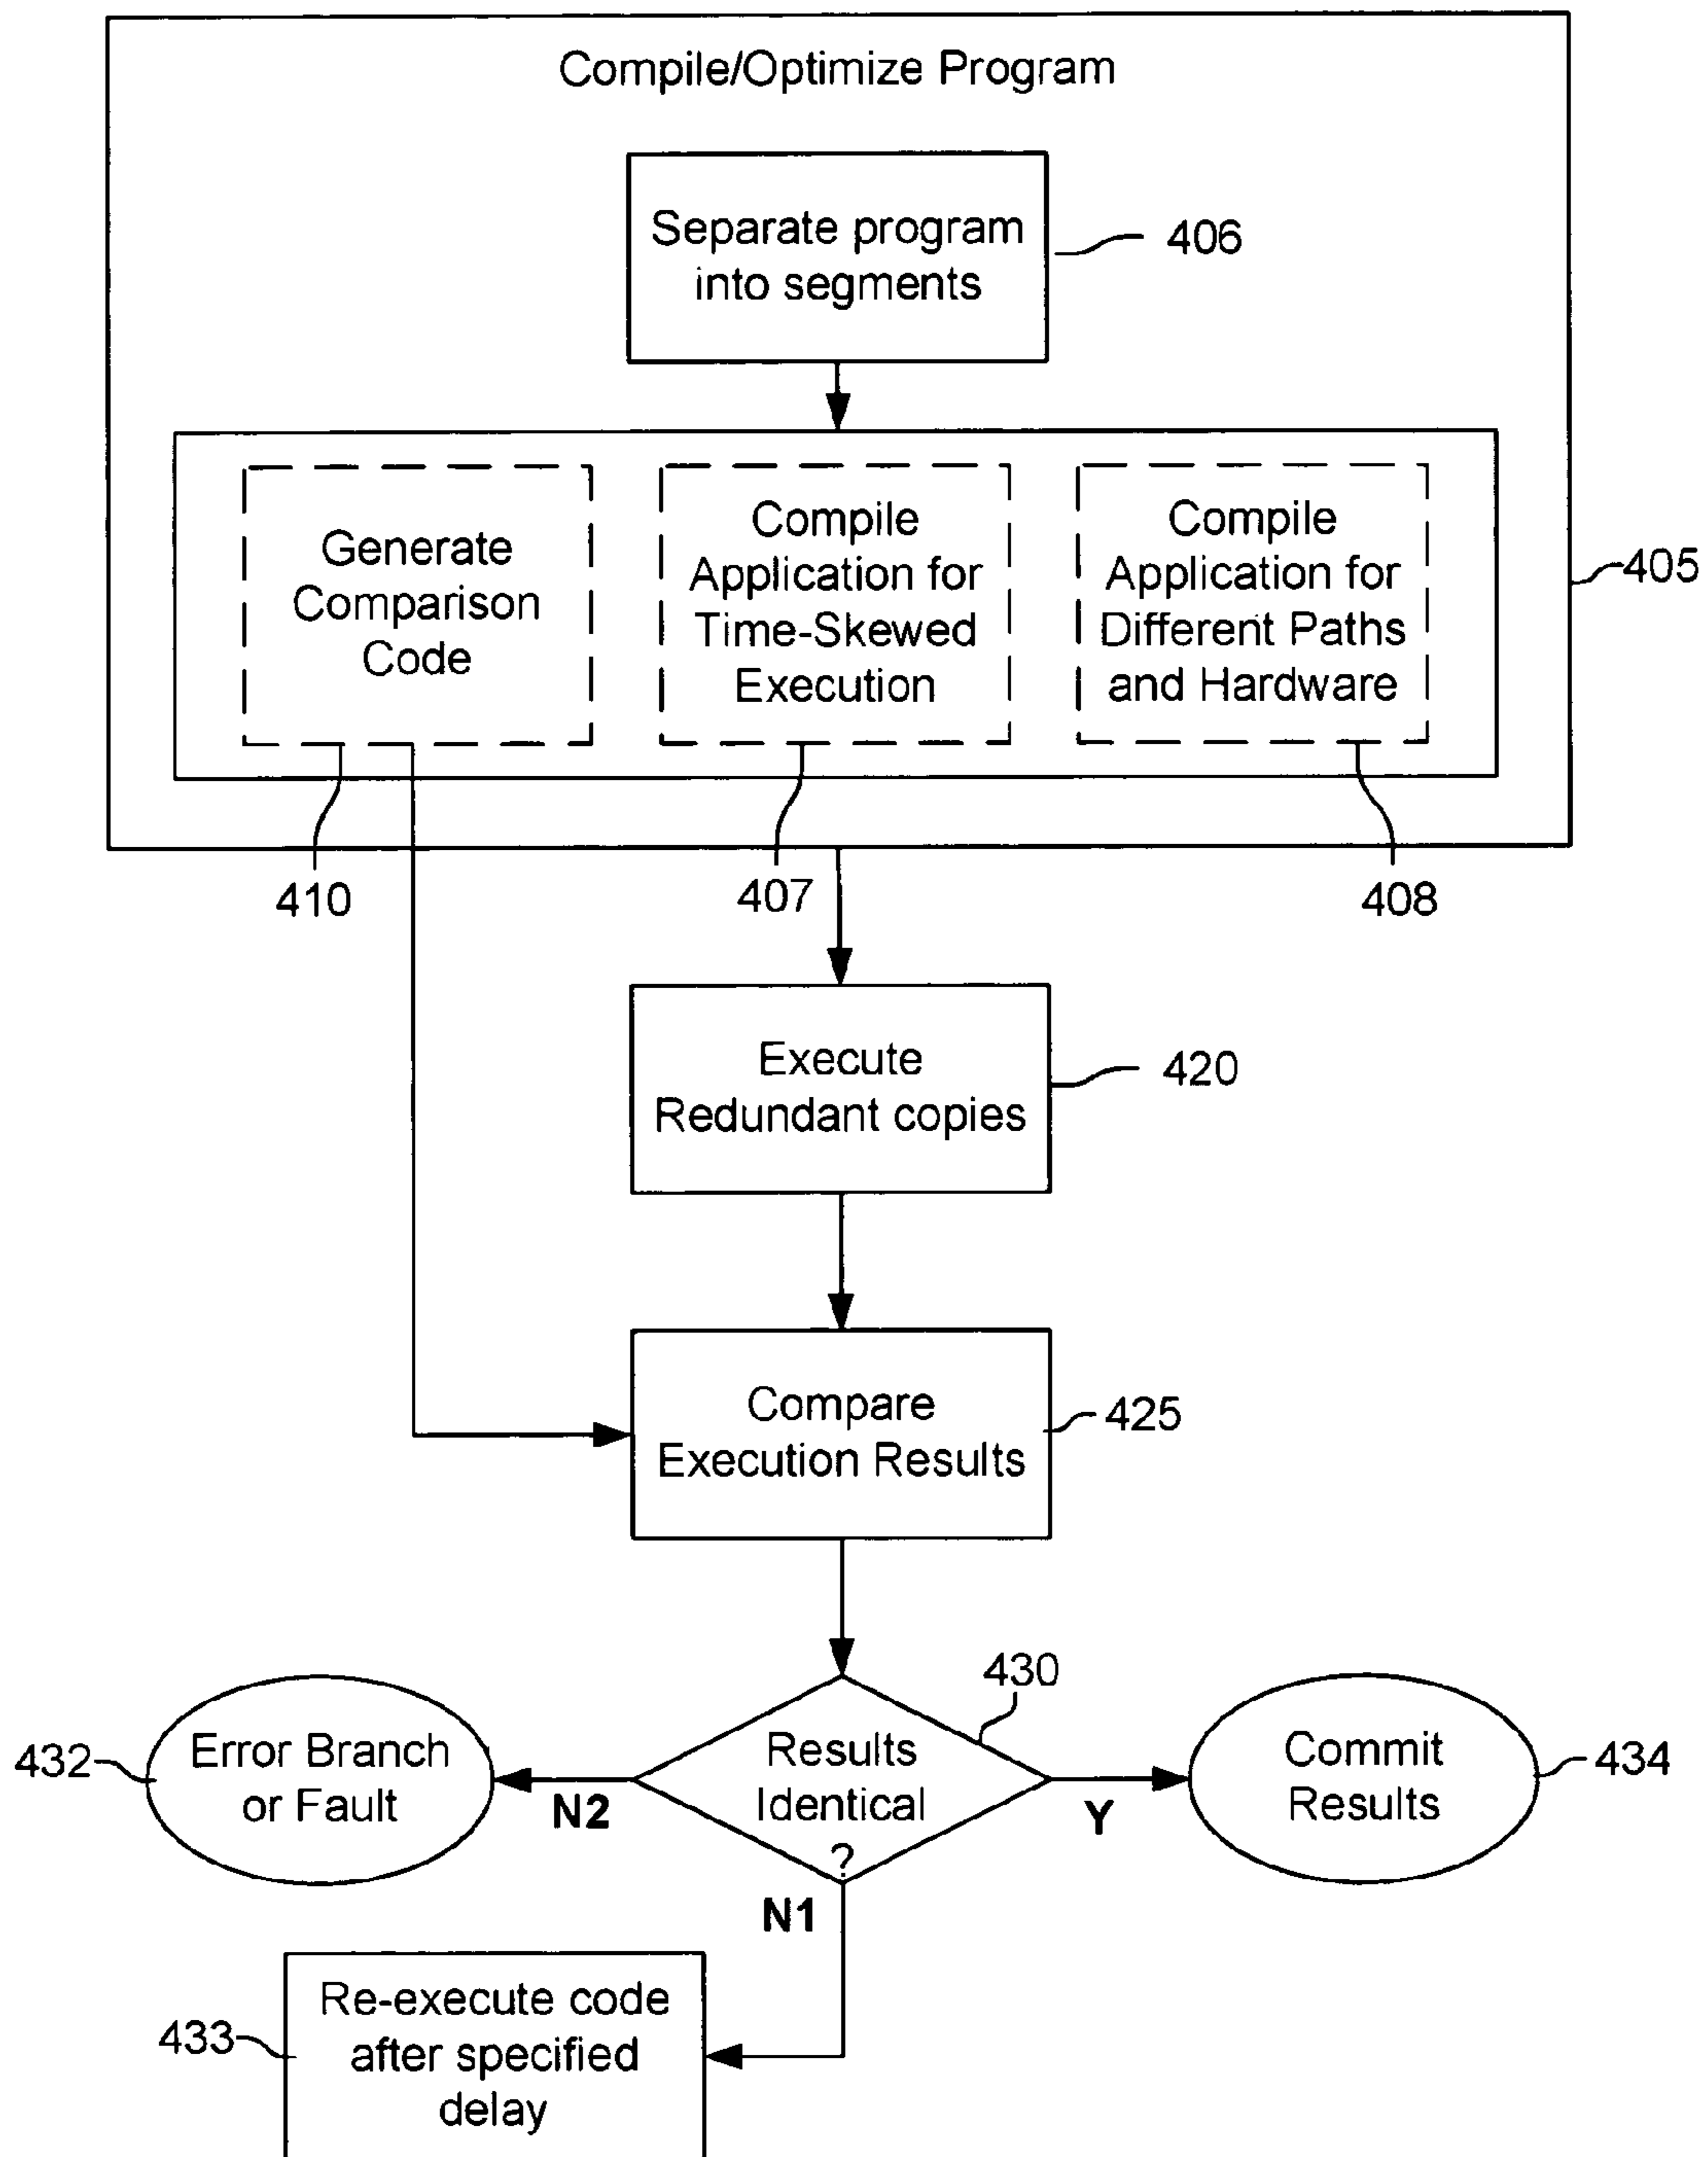 Compile/Optimize Program
Separate program
into segments
406
Generate
Comparison
Code
Compile
Application for
Time-Skewed
Execution
Compile
Application for
Different Paths
and Hardware
405
410
407
408
Execute
Redundant copies
420
Compare
Execution Results
425
430
432
Error Branch
or Fault
N2
Results
Identical
?
Y
Commit
Results
434
N1
433
Re-execute code
after specified
delay